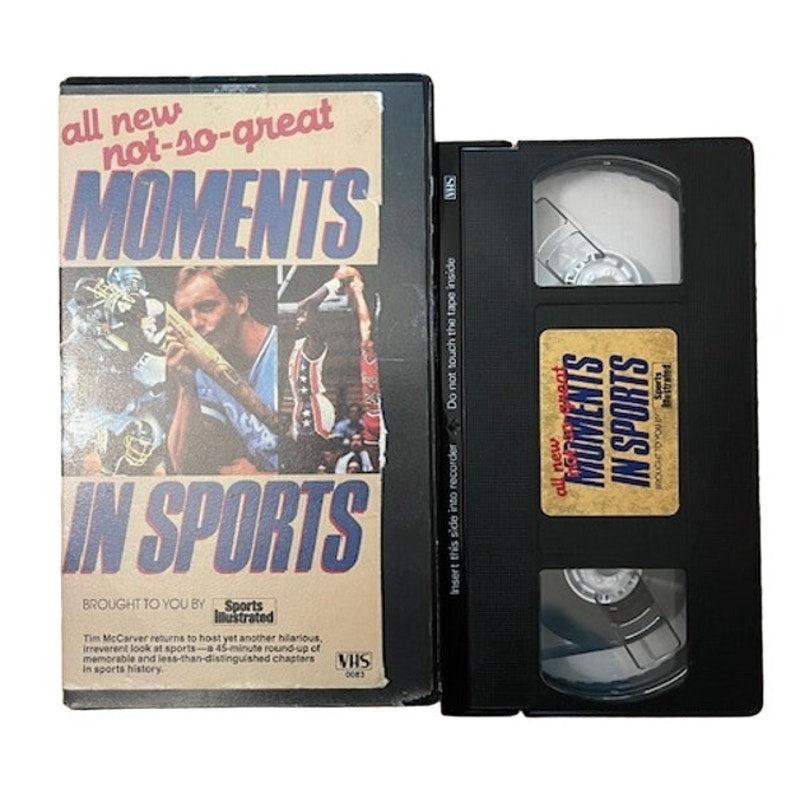 all new
not-so-great
MOMENTS
IN SPORTS
BROUGHT TO YOU BY Sports Illustrated
Tim McCarver returns to host yet another hilarious,
irreverent look at sports—a 45-minute round-up of
memorable and less-than-distinguished chapters
in sports history.
VHS
0083
VHS
Insert this side into recorder Do not touch the tape inside
all new
not-so-great
MOMENTS
IN SPORTS
BROUGHT TO YOU BY Sports Illustrated